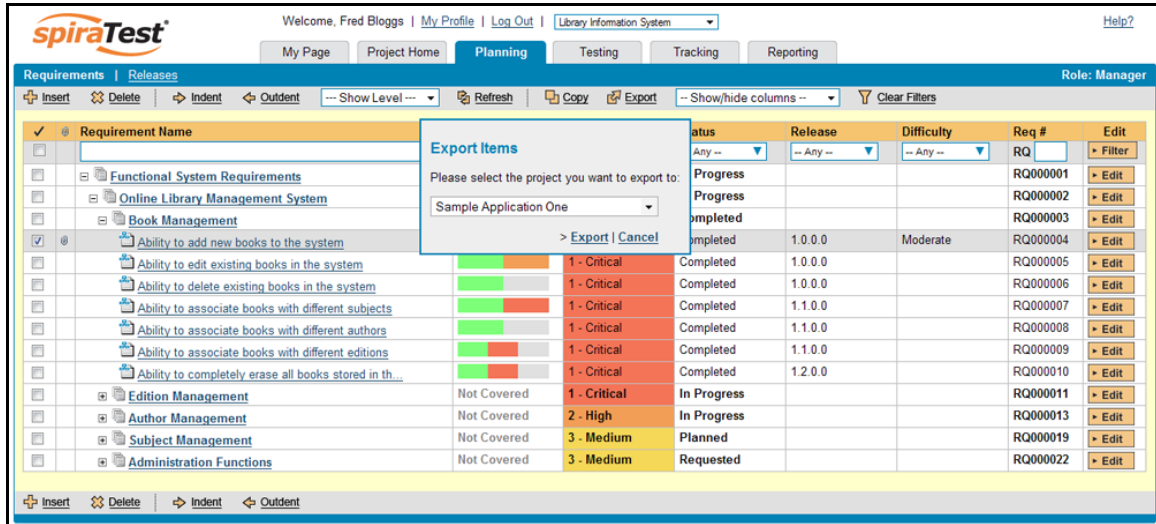 Welcome, Fred Bloggs | My Profile | Log Out | Library Information System Help?
spiraTest®
My Page Project Home Planning Testing Tracking Reporting
Requirements | Releases Role: Manager
Insert Delete Indent Outdent --- Show Level --- Refresh Copy Export -- Show/hide columns -- Clear Filters
Requirement Name atus Release Difficulty Req # Edit
Any -- -- Any -- -- Any -- RQ Filter
Export Items
Please select the project you want to export to:
Sample Application One
> Export | Cancel
Functional System Requirements Progress RQ000001 Edit
Online Library Management System Progress RQ000002 Edit
Book Management ompleted RQ000003 Edit
Ability to add new books to the system ompleted 1.0.0.0 Moderate RQ000004 Edit
Ability to edit existing books in the system 1 - Critical Completed 1.0.0.0 RQ000005 Edit
Ability to delete existing books in the system 1 - Critical Completed 1.0.0.0 RQ000006 Edit
Ability to associate books with different subjects 1 - Critical Completed 1.1.0.0 RQ000007 Edit
Ability to associate books with different authors 1 - Critical Completed 1.1.0.0 RQ000008 Edit
Ability to associate books with different editions 1 - Critical Completed 1.1.0.0 RQ000009 Edit
Ability to completely erase all books stored in th... 1 - Critical Completed 1.2.0.0 RQ000010 Edit
Edition Management Not Covered 1 - Critical In Progress RQ000011 Edit
Author Management Not Covered 2 - High In Progress RQ000013 Edit
Subject Management Not Covered 3 - Medium Planned RQ000019 Edit
Administration Functions Not Covered 3 - Medium Requested RQ000022 Edit
Insert Delete Indent Outdent